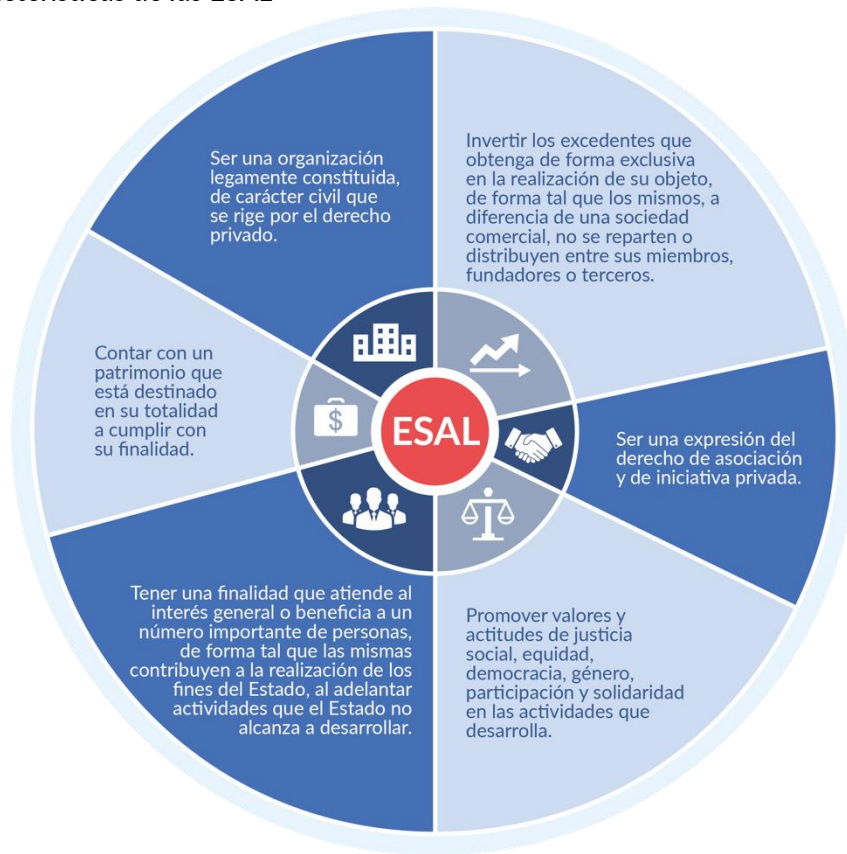 Ser una organización
legamente constituida,
de carácter civil que
se rige por el derecho
privado.
Invertir los excedentes que
obtenga de forma exclusiva
en la realización de su objeto,
de forma tal que los mismos, a
diferencia de una sociedad
comercial, no se reparten o
distribuyen entre sus miembros,
fundadores o terceros.
Contar con un
patrimonio que
está destinado
en su totalidad
a cumplir con
su finalidad.
$
ESAL
Ser una expresión del
derecho de asociación
y de iniciativa privada.
Tener una finalidad que atiende al
interés general o beneficia a un
número importante de personas,
de forma tal que las mismas
contribuyen a la realización de los
fines del Estado, al adelantar
actividades que el Estado no
alcanza a desarrollar.
Promover valores y
actitudes de justicia
social, equidad,
democracia, género,
participación y solidaridad
en las actividades que
desarrolla.